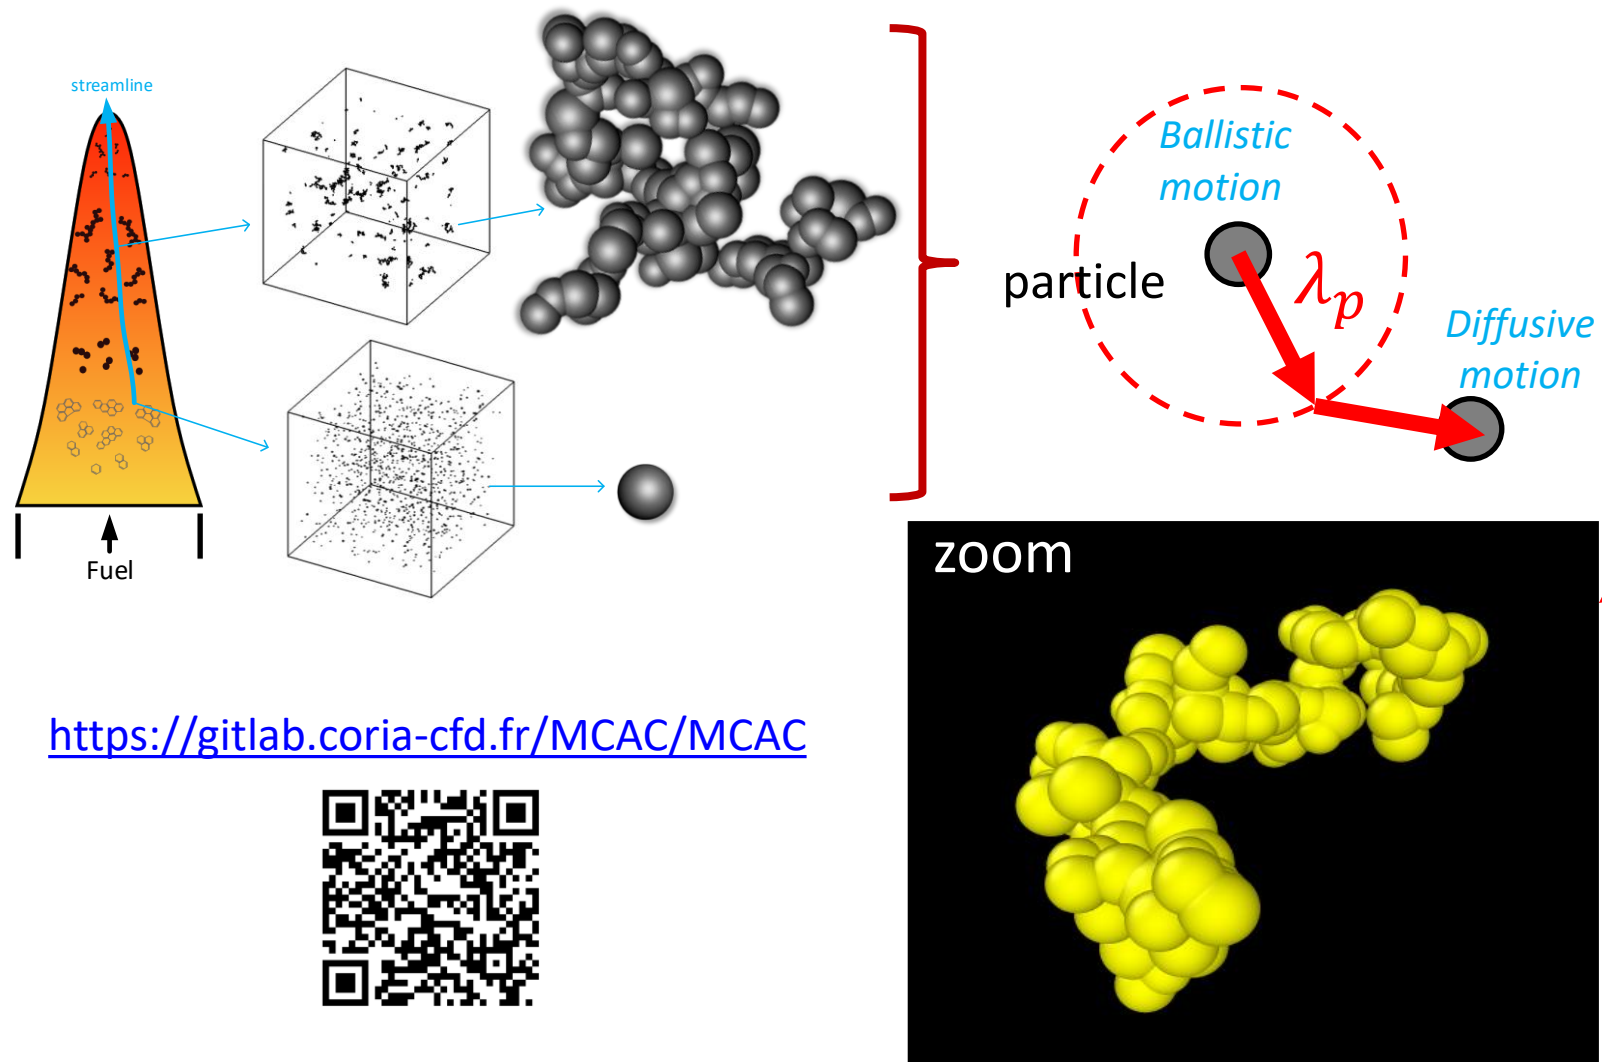 streamline
Fuel
Ballistic
motion
particle
λp
Diffusive
motion
zoom
https://gitlab.coria-cfd.fr/MCAC/MCAC